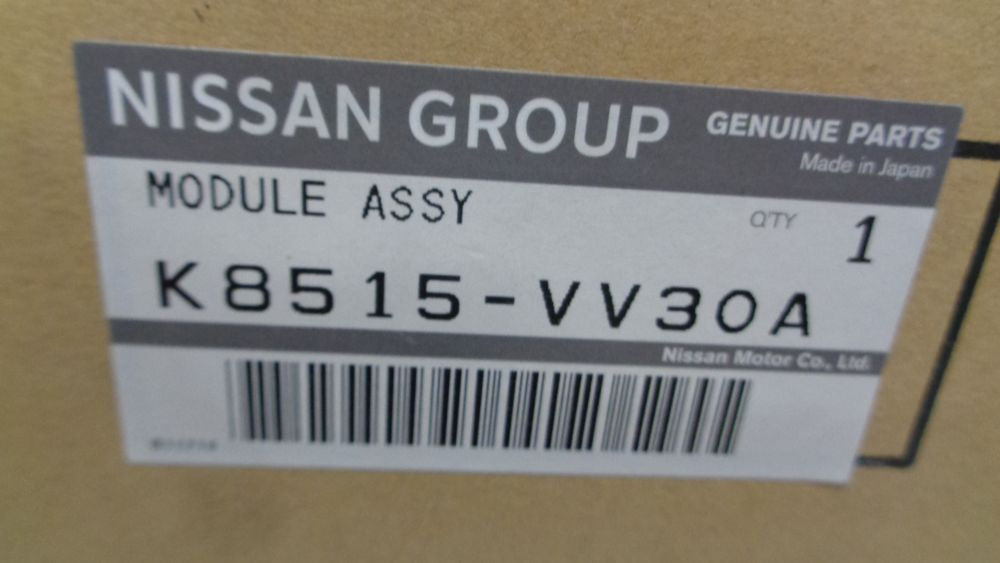 NISSAN GROUP
GENUINE PARTS
Made in Japan
MODULE ASSY
Q'TY 1
K8515-VV30A
Nissan Motor Co., Ltd.